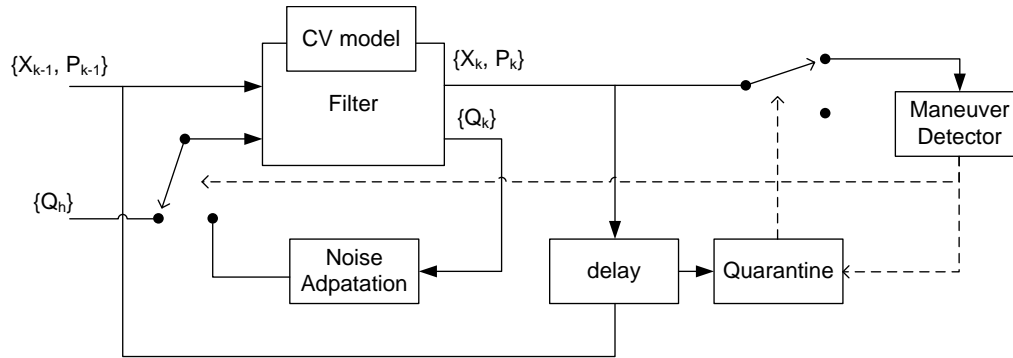 CV model
{Xk-1, Pk-1}
{Xk, Pk}
Filter
{Qk}
Maneuver
Detector
{Qh}
Noise
Adpatation
delay
Quarantine